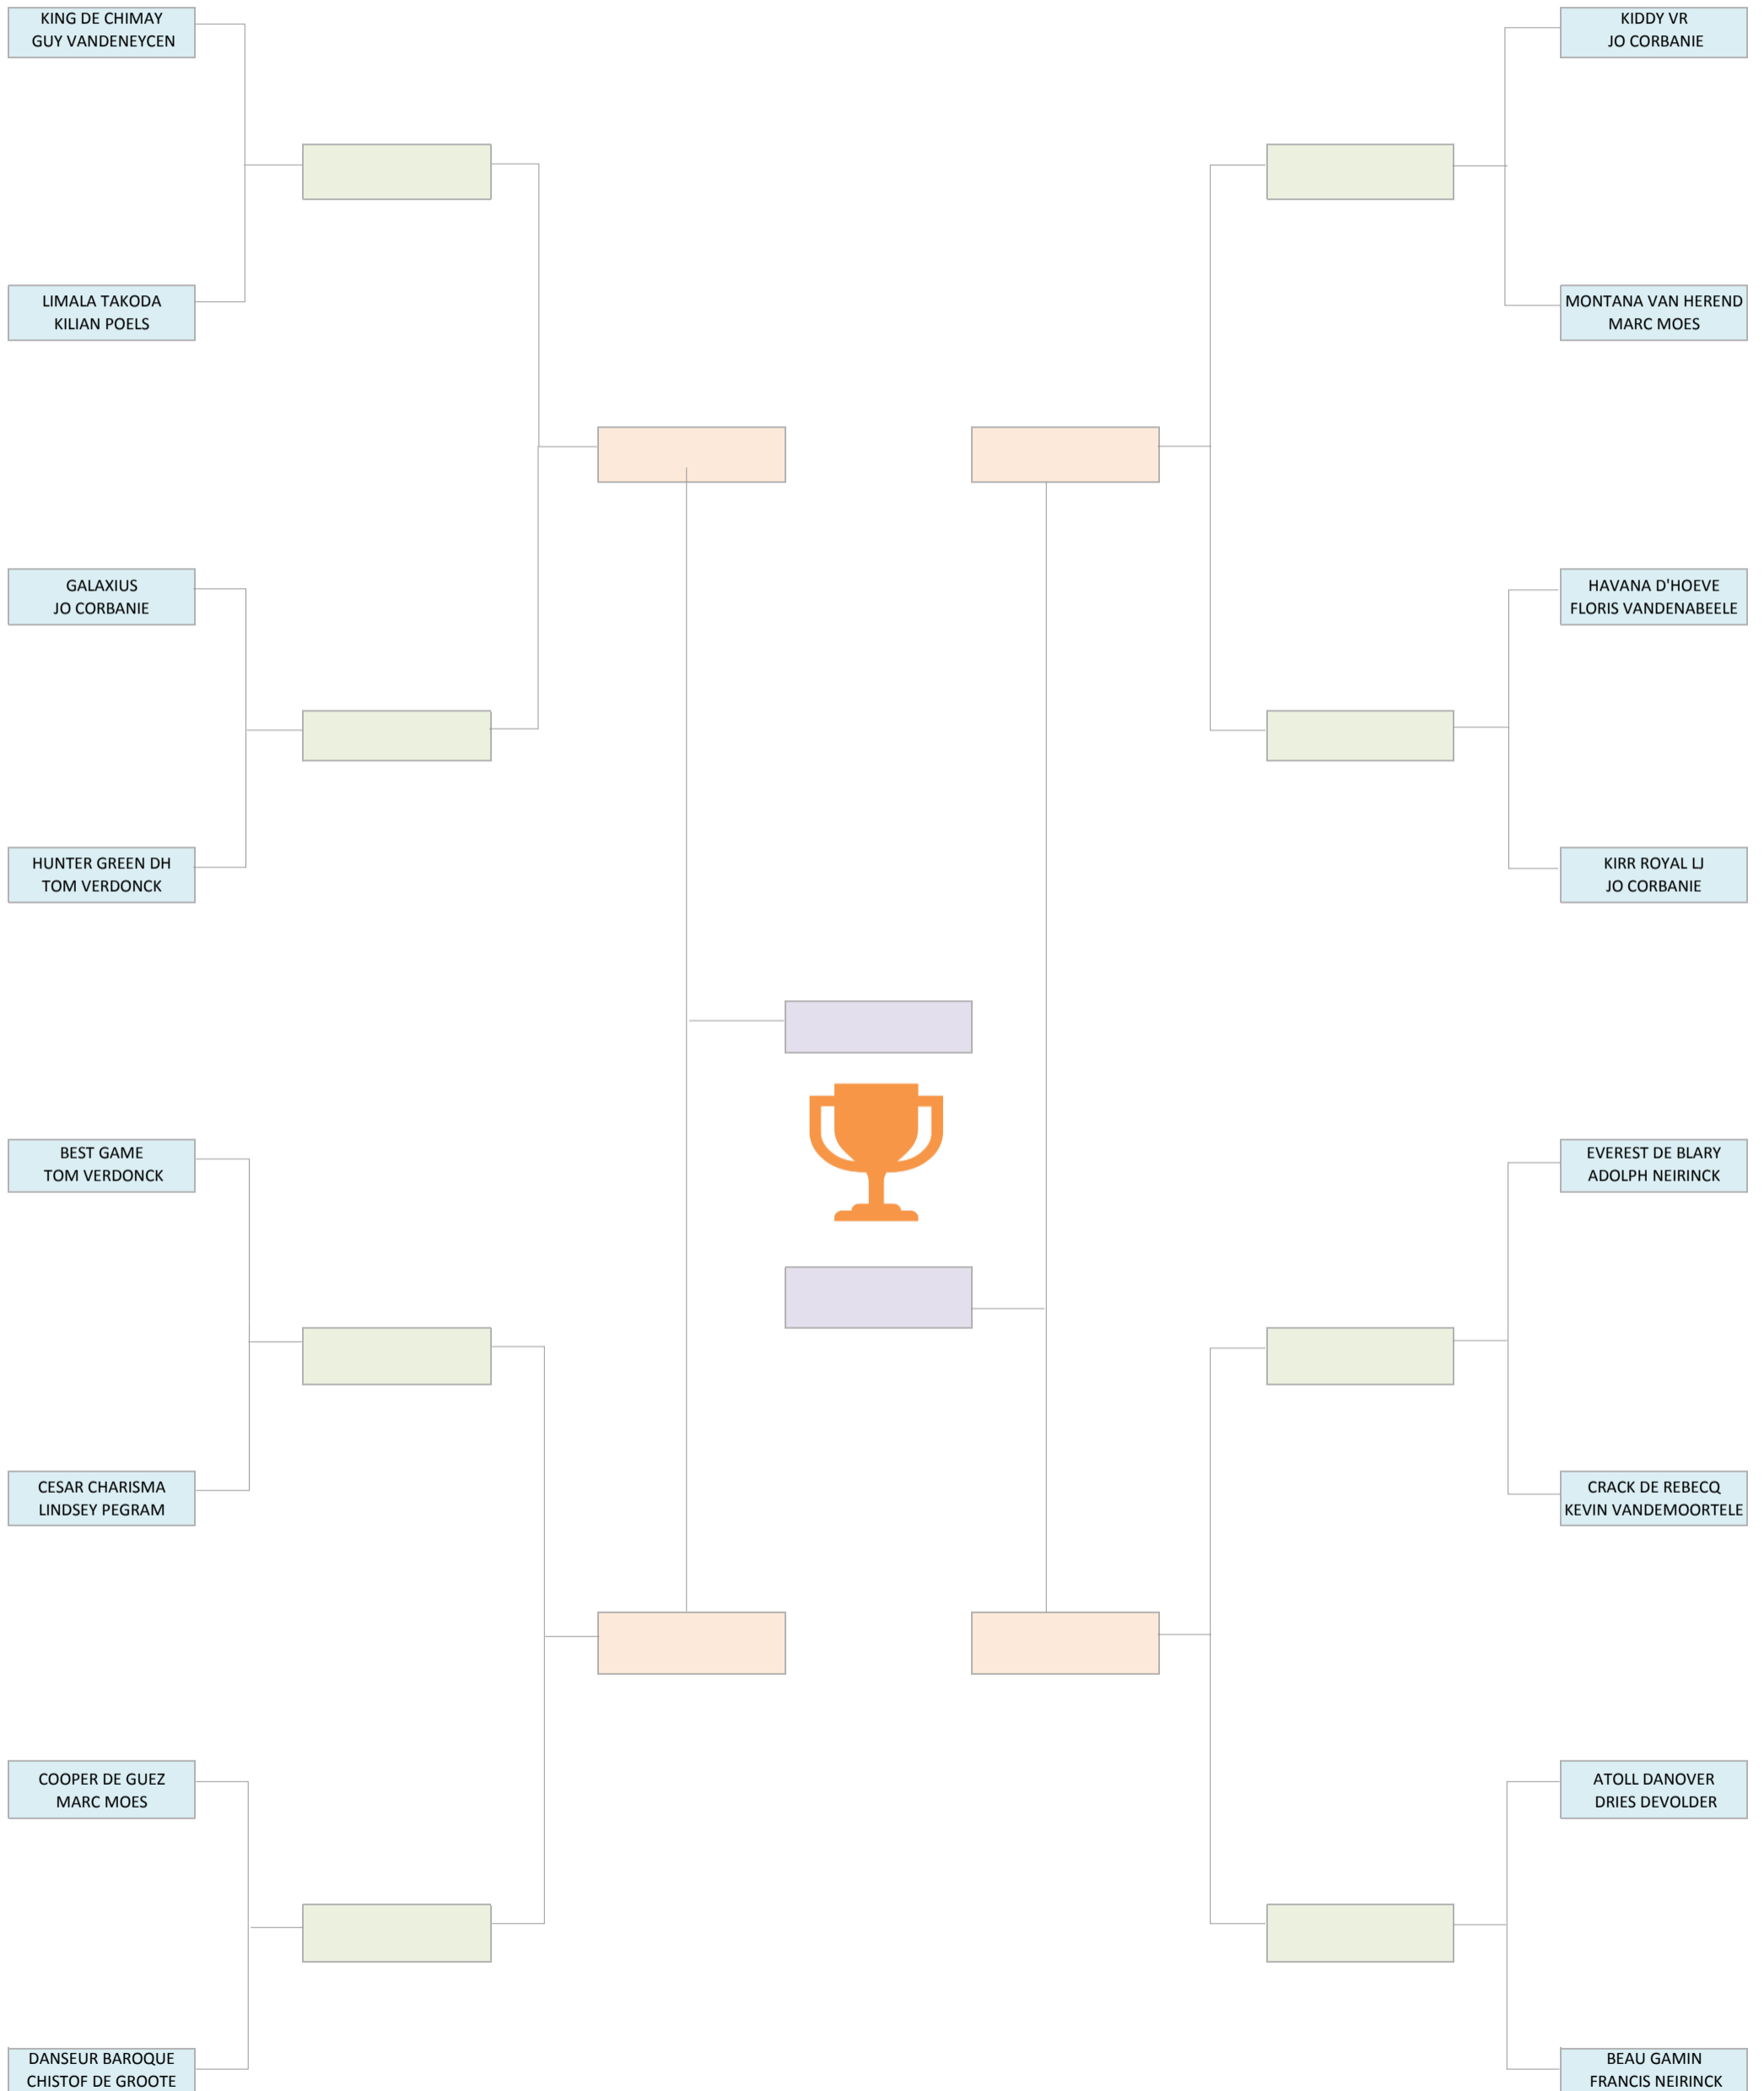 KING DE CHIMAY
GUY VANDENEYCEN
KIDDY VR
JO CORBANIE
LIMALA TAKODA
KILIAN POELS
MONTANA VAN HEREND
MARC MOES
GALAXIUS
JO CORBANIE
HAVANA D'HOEVE
FLORIS VANDENABEELE
HUNTER GREEN DH
TOM VERDONCK
KIRR ROYAL LJ
JO CORBANIE
BEST GAME
TOM VERDONCK
EVEREST DE BLARY
ADOLPH NEIRINCK
CESAR CHARISMA
LINDSEY PEGRAM
CRACK DE REBECQ
KEVIN VANDEMOORTELE
COOPER DE GUEZ
MARC MOES
ATOLL DANOVER
DRIES DEVOLDER
DANSEUR BAROQUE
CHISTOF DE GROOTE
BEAU GAMIN
FRANCIS NEIRINCK